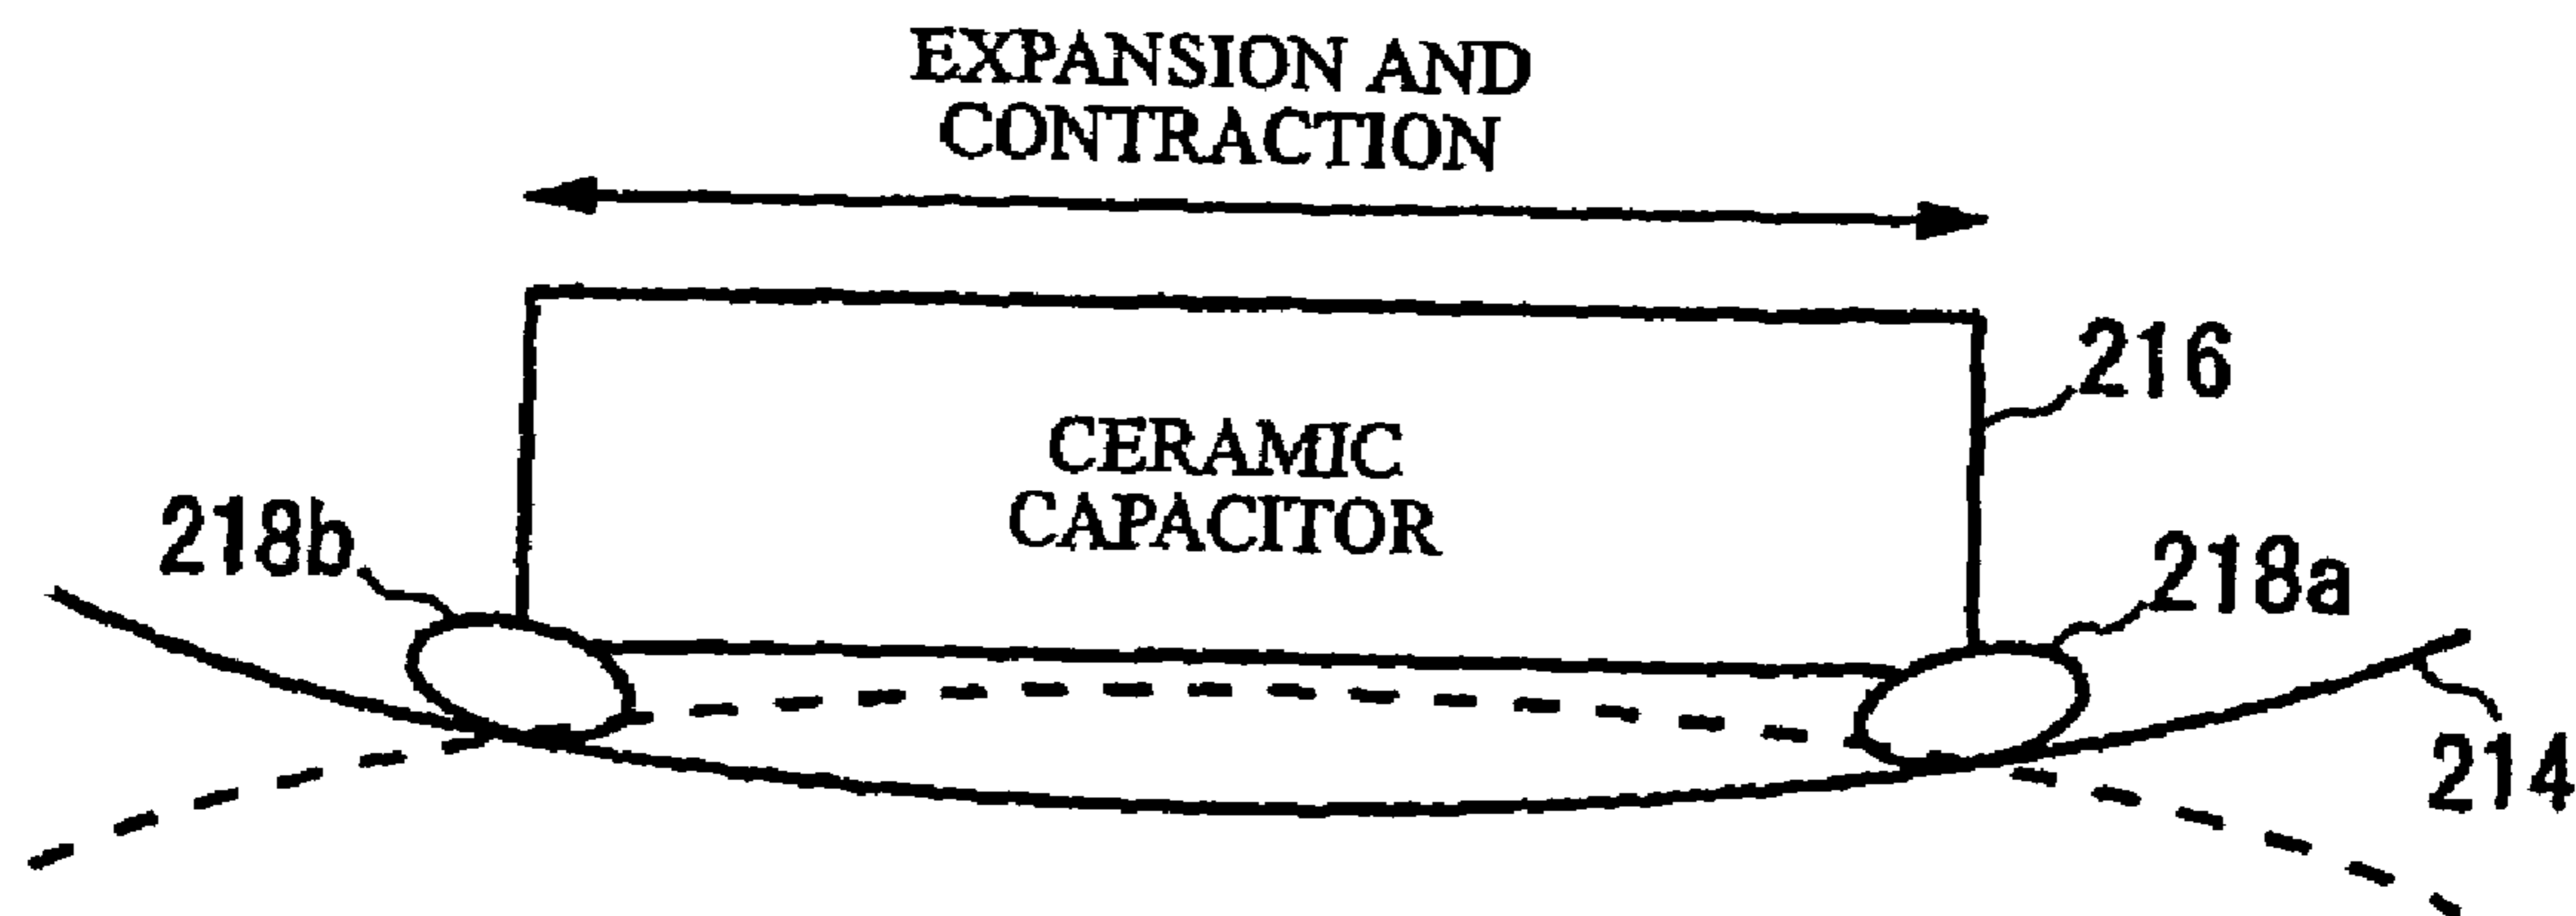 EXPANSION AND
CONTRACTION
216
CERAMIC
CAPACITOR
218b
218a
214